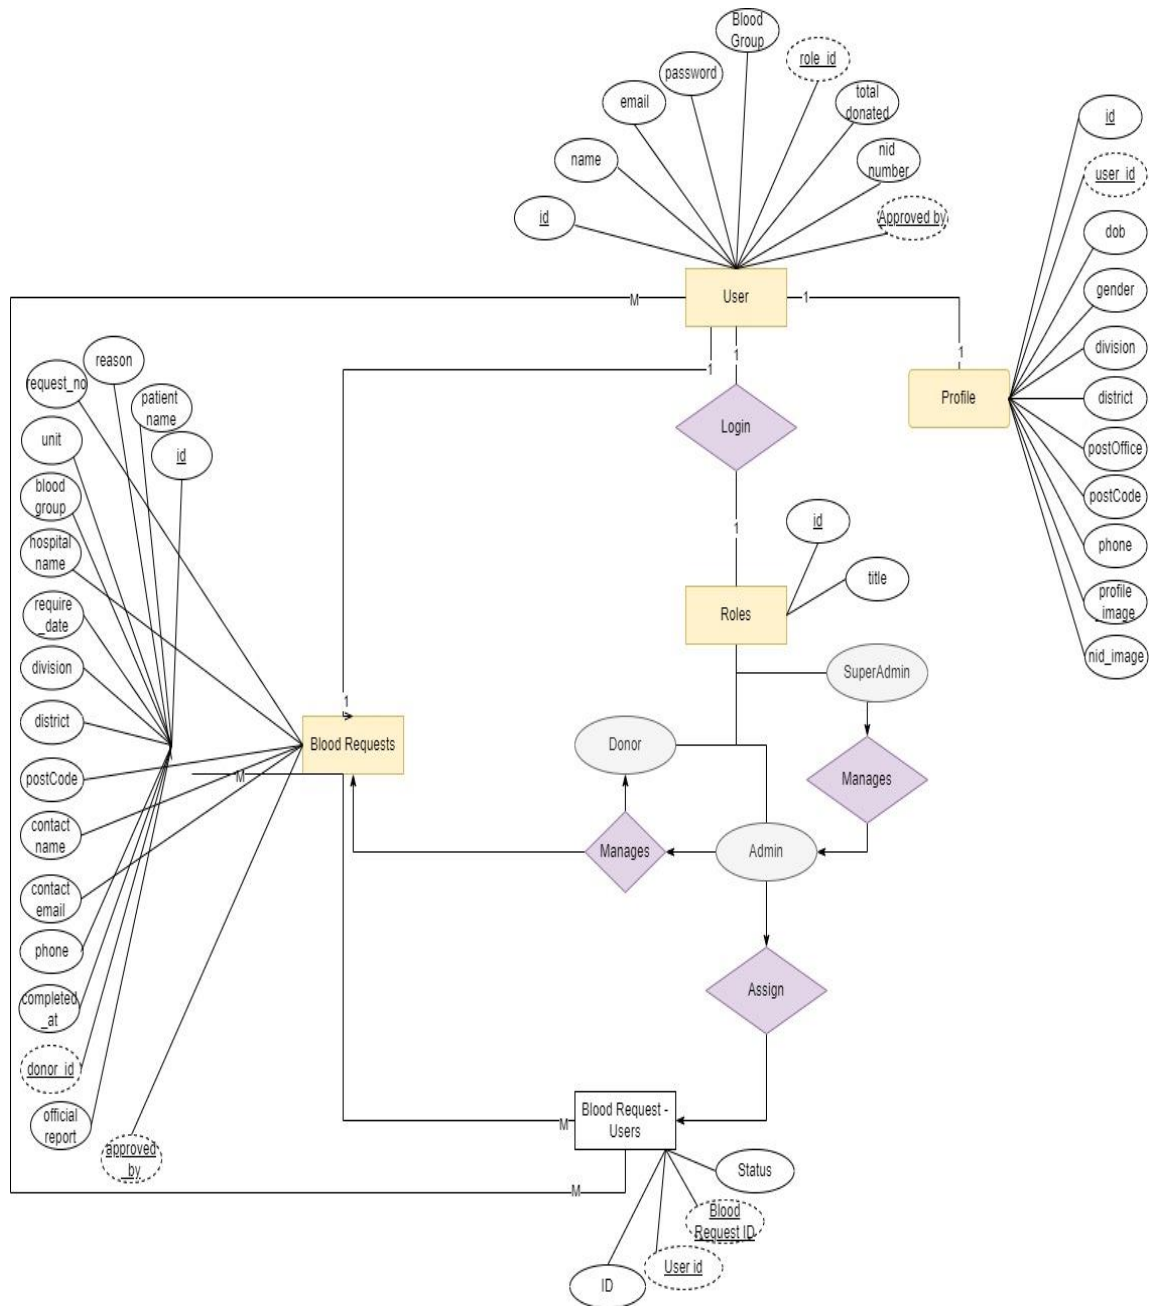 Blood
Group
role_id
password
total
donated
email
nid
number
name
id
Approved by
User
M
1
1
1
1
id
user_id
dob
gender
division
district
postOffice
postCode
phone
profile
_image
nid_image
Profile
reason
request_no
patient
name
id
unit
blood
group
hospital
name
require
_date
division
district
postCode
contact
name
contact
email
phone
completed
_at
donor_id
official
report
approved
_by
Login
1
id
title
Roles
1
Blood Requests
M
SuperAdmin
Donor
Manages
Manages
Admin
Assign
M
Blood Request -
Users
M
Status
Blood
Request ID
User id
ID